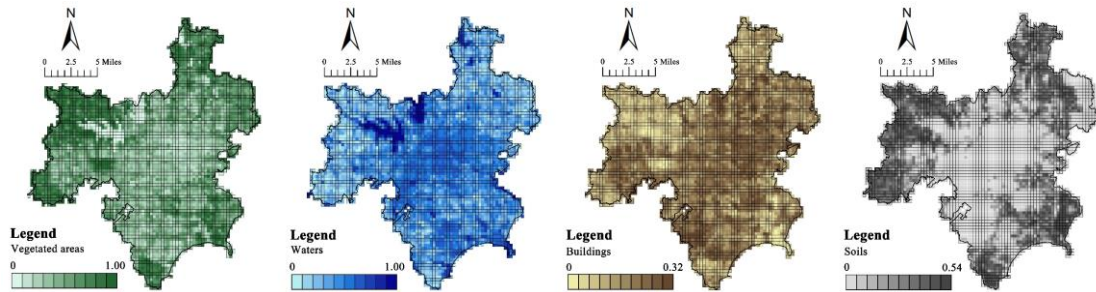 N
0 2.5 5 Miles
Legend
Vegetated areas
0 1.00
N
0 2.5 5 Miles
Legend
Waters
0 1.00
N
0 2.5 5 Miles
Legend
Buildings
0 0.32
N
0 2.5 5 Miles
Legend
Soils
0 0.54